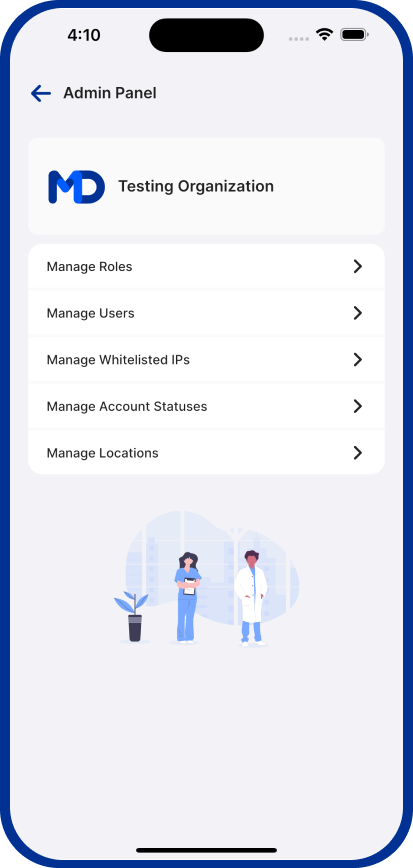 4:10
Admin Panel
MD
Testing Organization
Manage Roles
Manage Users
Manage Whitelisted IPs
Manage Account Statuses
Manage Locations